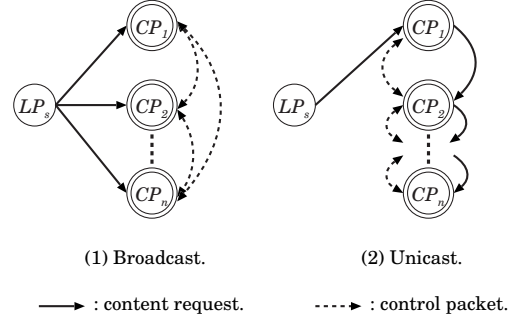 CP₁ CP₁
LPₛ CP₂ LPₛ CP₂
CPₙ CPₙ
(1) Broadcast. (2) Unicast.
: content request. : control packet.